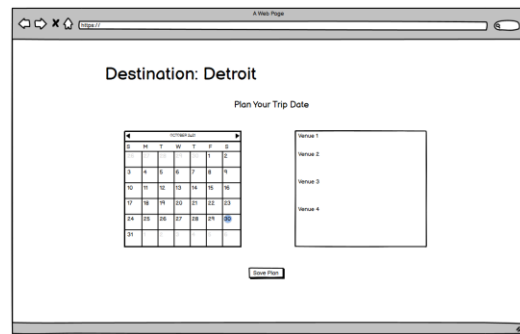 A Web Page
https://
Destination: Detroit
Plan Your Trip Date
OCTOBER 2021
S M T W T F S
1 2
3 4 5 6 7 8 9
10 11 12 13 14 15 16
17 18 19 20 21 22 23
24 25 26 27 28 29 30
31
Venue 1
Venue 2
Venue 3
Venue 4
Save Plan